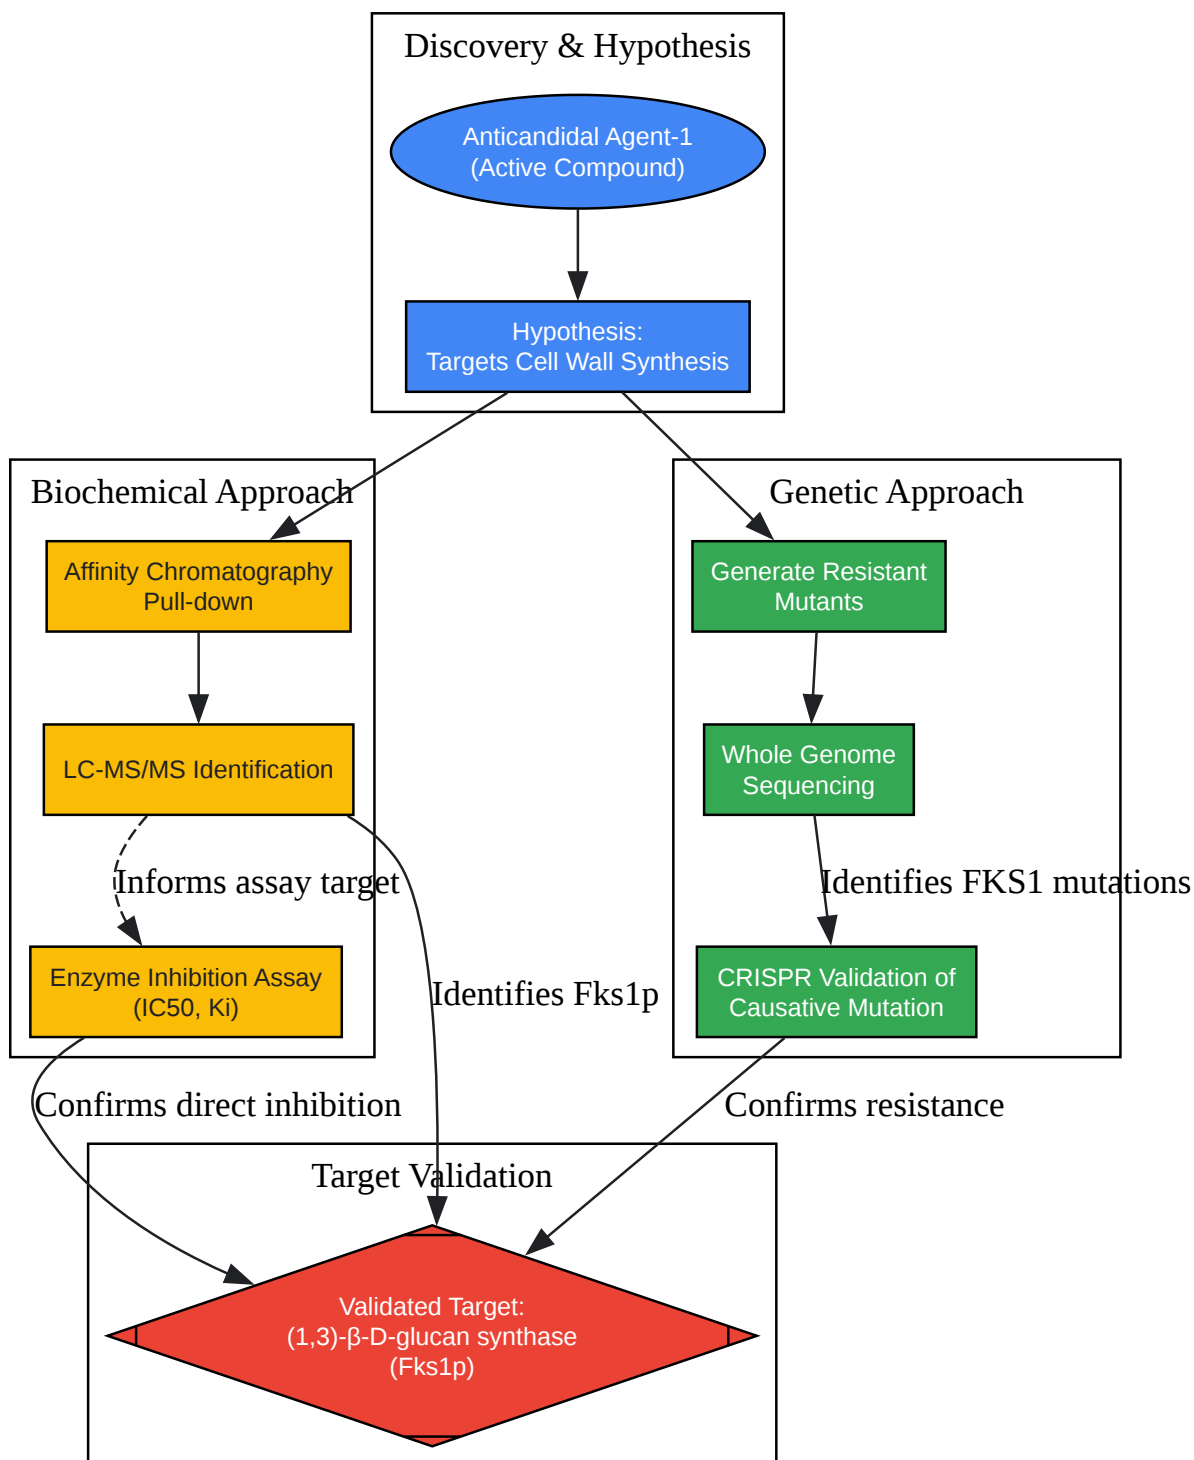 Discovery & Hypothesis
Anticandidal Agent-1
(Active Compound)
Hypothesis:
Targets Cell Wall Synthesis
Biochemical Approach
Affinity Chromatography
Pull-down
LC-MS/MS Identification
Informs assay target
Enzyme Inhibition Assay
(IC50, Ki)
Confirms direct inhibition
Identifies Fks1p
Genetic Approach
Generate Resistant
Mutants
Whole Genome
Sequencing
Identifies FKS1 mutations
CRISPR Validation of
Causative Mutation
Confirms resistance
Target Validation
Validated Target:
(1,3)-β-D-glucan synthase
(Fks1p)